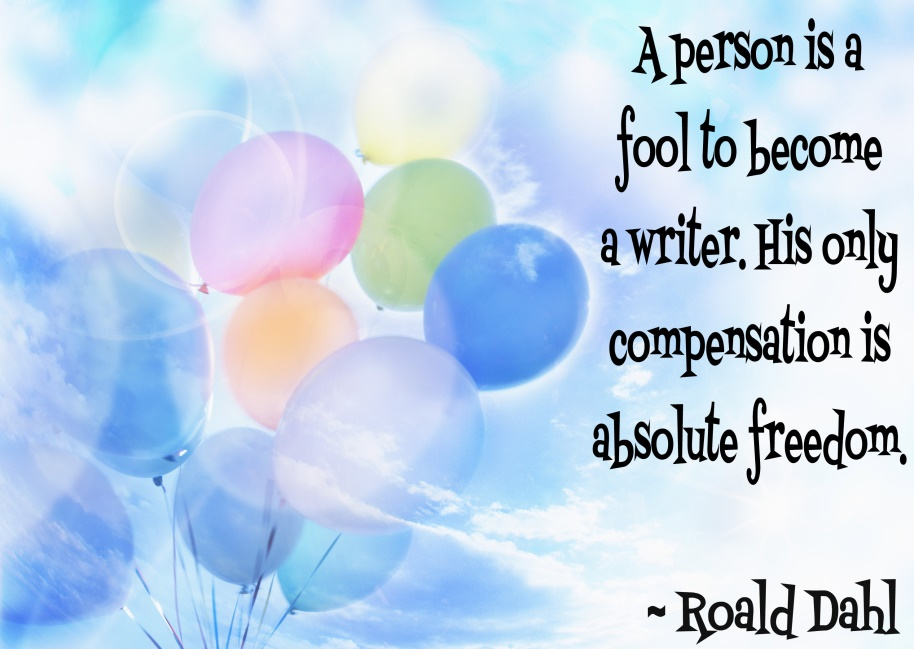 A person is a
fool to become
a writer. His only
compensation is
absolute freedom.
~ Roald Dahl